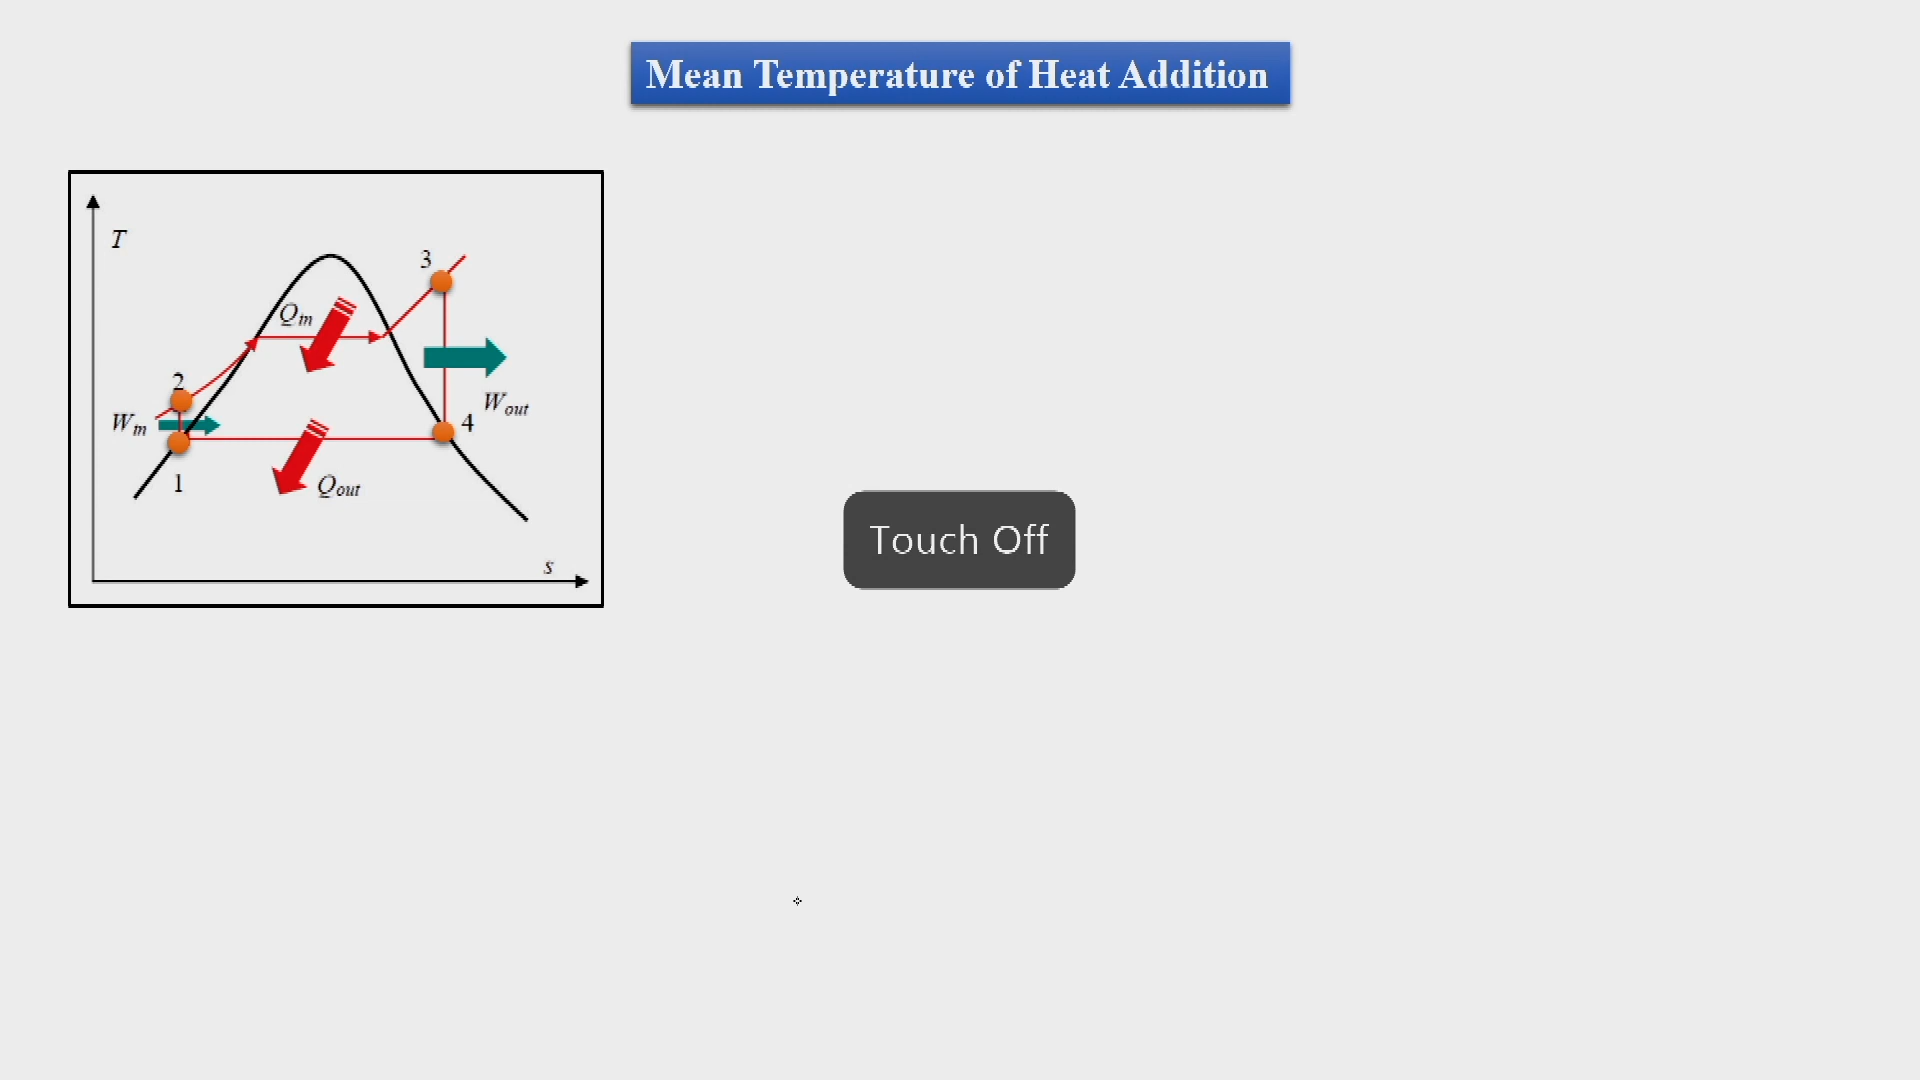 Mean Temperature of Heat Addition
T
3
Qin
2
Wout
Win
4
1
Qout
s
Touch Off